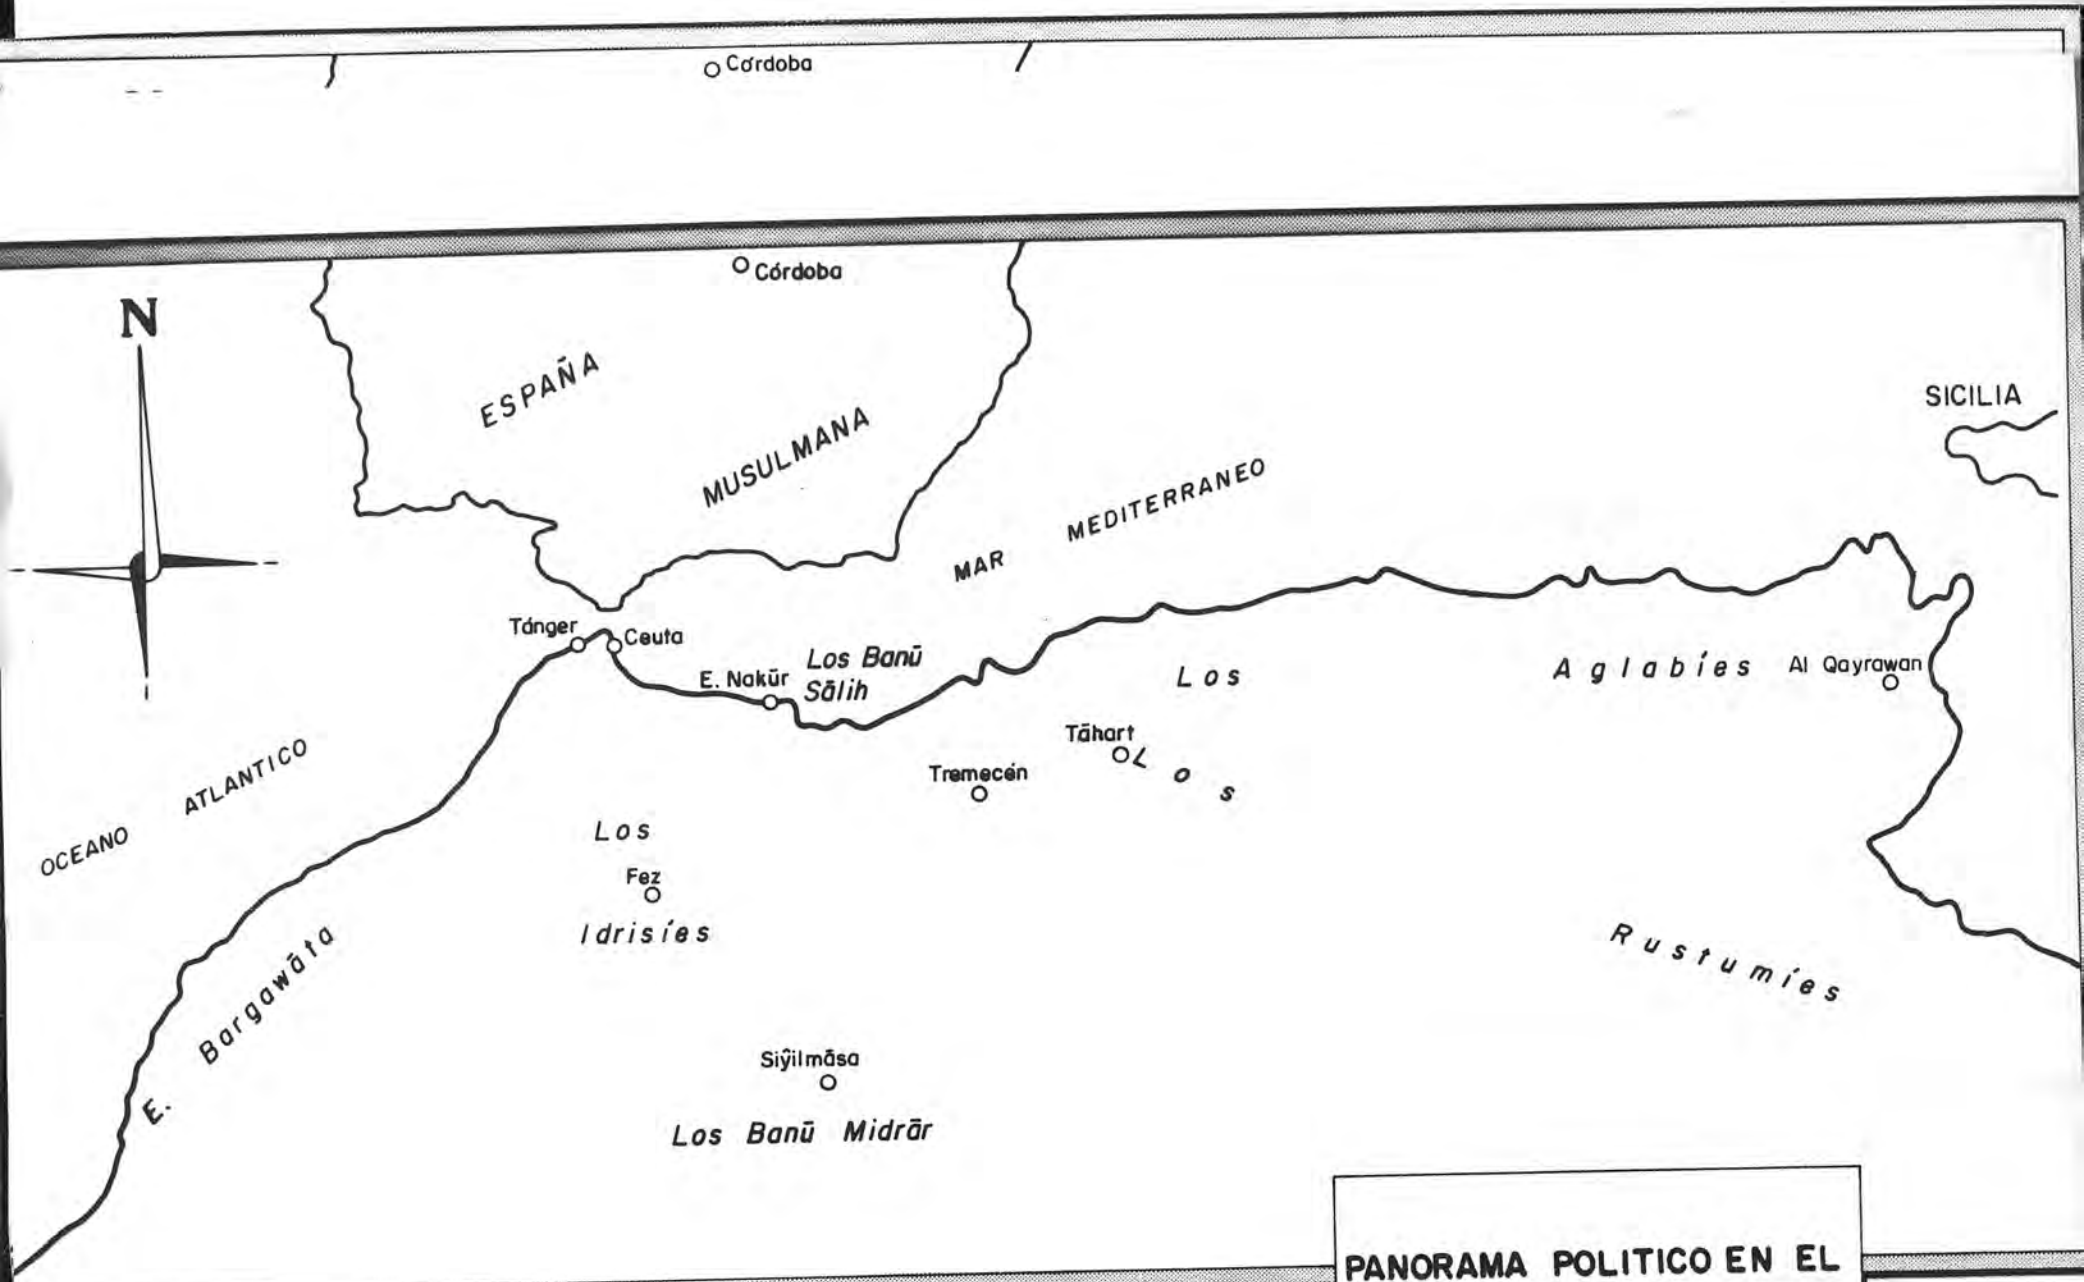 Córdoba
Córdoba
N
ESPAÑA
MUSULMANA
SICILIA
MAR MEDITERRANEO
Tánger
Ceuta
E. Nakūr
Los Banū
Sālih
Los Aglabíes
Al Qayrawan
Tāhart
Los Rustumíes
Tremecén
OCEANO ATLANTICO
Los
Fez
Idrisíes
E. Bargawāta
Siŷilmāsa
Los Banū Midrār
PANORAMA POLITICO EN EL